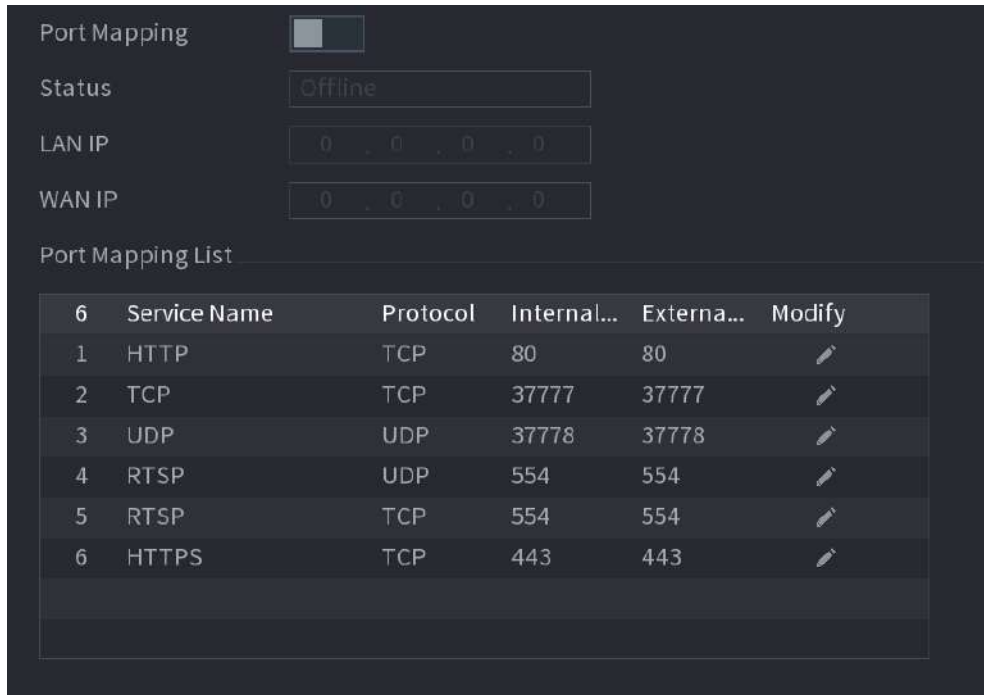 Port Mapping
Status Offline
LAN IP 0 . 0 . 0 . 0
WAN IP 0 . 0 . 0 . 0
Port Mapping List
6 Service Name Protocol Internal... Externa... Modify
1 HTTP TCP 80 80
2 TCP TCP 37777 37777
3 UDP UDP 37778 37778
4 RTSP UDP 554 554
5 RTSP TCP 554 554
6 HTTPS TCP 443 443